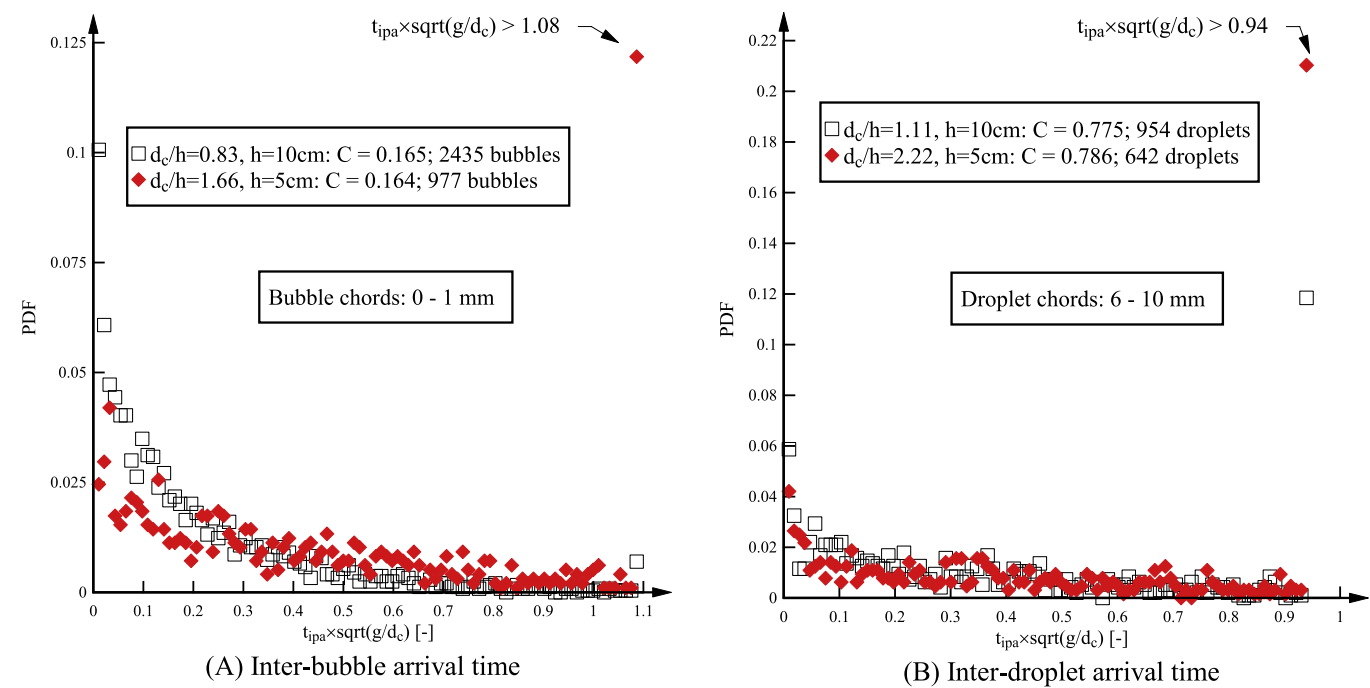 t_ipa×sqrt(g/d_c) > 1.08
0.125
d_c/h=0.83, h=10cm: C = 0.165; 2435 bubbles
d_c/h=1.66, h=5cm: C = 0.164; 977 bubbles
0.1
0.075
Bubble chords: 0 - 1 mm
PDF
0.05
0.025
0
0 0.1 0.2 0.3 0.4 0.5 0.6 0.7 0.8 0.9 1 1.1
t_ipa×sqrt(g/d_c) [-]
(A) Inter-bubble arrival time
t_ipa×sqrt(g/d_c) > 0.94
0.22
0.2
d_c/h=1.11, h=10cm: C = 0.775; 954 droplets
d_c/h=2.22, h=5cm: C = 0.786; 642 droplets
0.18
0.16
0.14
0.12
Droplet chords: 6 - 10 mm
PDF
0.1
0.08
0.06
0.04
0.02
0
0 0.1 0.2 0.3 0.4 0.5 0.6 0.7 0.8 0.9 1
t_ipa×sqrt(g/d_c) [-]
(B) Inter-droplet arrival time